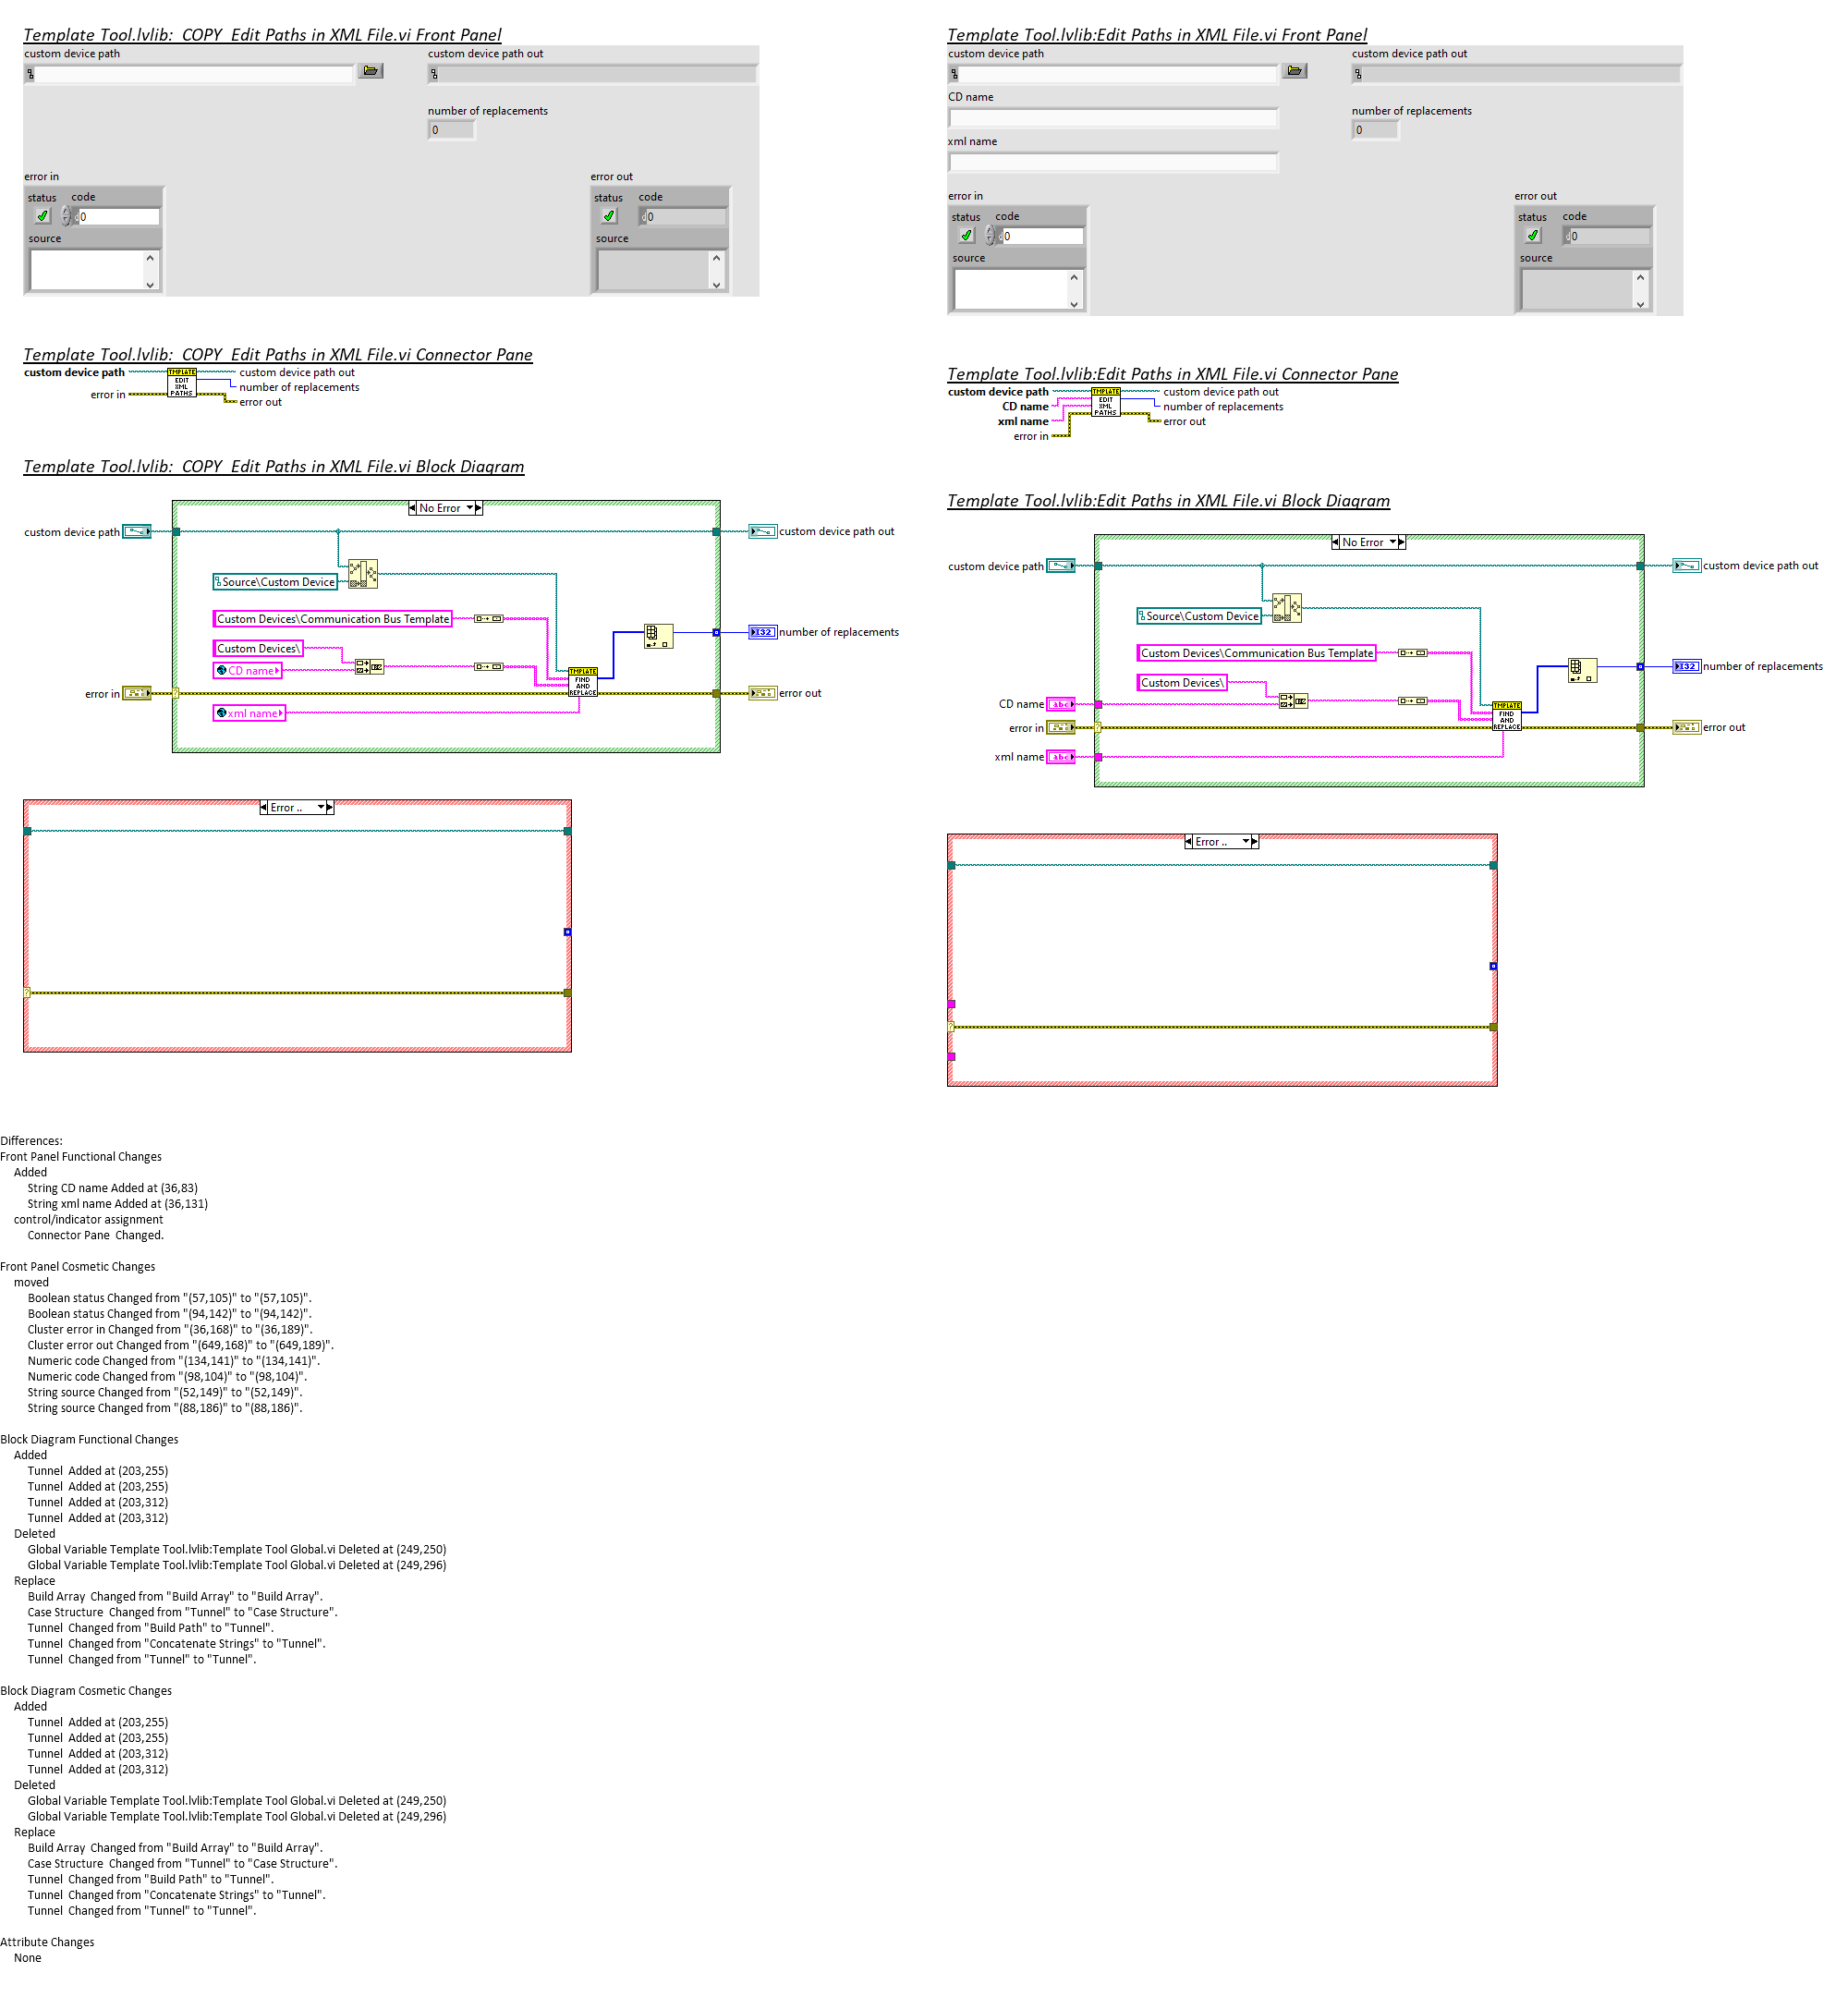 Template Tool.lvlib:  COPY  Edit Paths in XML File.vi Front Panel
custom device path
custom device path out
number of replacements
0
error in
status
code
0
source
error out
status
code
0
source
Template Tool.lvlib:  COPY  Edit Paths in XML File.vi Connector Pane
custom device path
custom device path out
TMPLATE
EDIT
XML
PATHS
number of replacements
error in
error out
Template Tool.lvlib:  COPY  Edit Paths in XML File.vi Block Diagram
No Error
custom device path
custom device path out
Source\Custom Device
Custom Devices\Communication Bus Template
Custom Devices\
CD name
I32
number of replacements
TMPLATE
FIND
AND
REPLACE
error in
error out
xml name
Error ..
?
Template Tool.lvlib:Edit Paths in XML File.vi Front Panel
custom device path
custom device path out
CD name
number of replacements
0
xml name
error in
status
code
0
source
error out
status
code
0
source
Template Tool.lvlib:Edit Paths in XML File.vi Connector Pane
custom device path
custom device path out
TMPLATE
EDIT
XML
PATHS
CD name
number of replacements
xml name
error out
error in
Template Tool.lvlib:Edit Paths in XML File.vi Block Diagram
No Error
custom device path
custom device path out
Source\Custom Device
Custom Devices\Communication Bus Template
Custom Devices\
I32
number of replacements
CD name
abc
TMPLATE
FIND
AND
REPLACE
error in
?
error out
xml name
abc
Error ..
?
Differences:
Front Panel Functional Changes
Added
String CD name Added at (36,83)
String xml name Added at (36,131)
control/indicator assignment
Connector Pane  Changed.
Front Panel Cosmetic Changes
moved
Boolean status Changed from "(57,105)" to "(57,105)".
Boolean status Changed from "(94,142)" to "(94,142)".
Cluster error in Changed from "(36,168)" to "(36,189)".
Cluster error out Changed from "(649,168)" to "(649,189)".
Numeric code Changed from "(134,141)" to "(134,141)".
Numeric code Changed from "(98,104)" to "(98,104)".
String source Changed from "(52,149)" to "(52,149)".
String source Changed from "(88,186)" to "(88,186)".
Block Diagram Functional Changes
Added
Tunnel  Added at (203,255)
Tunnel  Added at (203,255)
Tunnel  Added at (203,312)
Tunnel  Added at (203,312)
Deleted
Global Variable Template Tool.lvlib:Template Tool Global.vi Deleted at (249,250)
Global Variable Template Tool.lvlib:Template Tool Global.vi Deleted at (249,296)
Replace
Build Array  Changed from "Build Array" to "Build Array".
Case Structure  Changed from "Tunnel" to "Case Structure".
Tunnel  Changed from "Build Path" to "Tunnel".
Tunnel  Changed from "Concatenate Strings" to "Tunnel".
Tunnel  Changed from "Tunnel" to "Tunnel".
Block Diagram Cosmetic Changes
Added
Tunnel  Added at (203,255)
Tunnel  Added at (203,255)
Tunnel  Added at (203,312)
Tunnel  Added at (203,312)
Deleted
Global Variable Template Tool.lvlib:Template Tool Global.vi Deleted at (249,250)
Global Variable Template Tool.lvlib:Template Tool Global.vi Deleted at (249,296)
Replace
Build Array  Changed from "Build Array" to "Build Array".
Case Structure  Changed from "Tunnel" to "Case Structure".
Tunnel  Changed from "Build Path" to "Tunnel".
Tunnel  Changed from "Concatenate Strings" to "Tunnel".
Tunnel  Changed from "Tunnel" to "Tunnel".
Attribute Changes
None